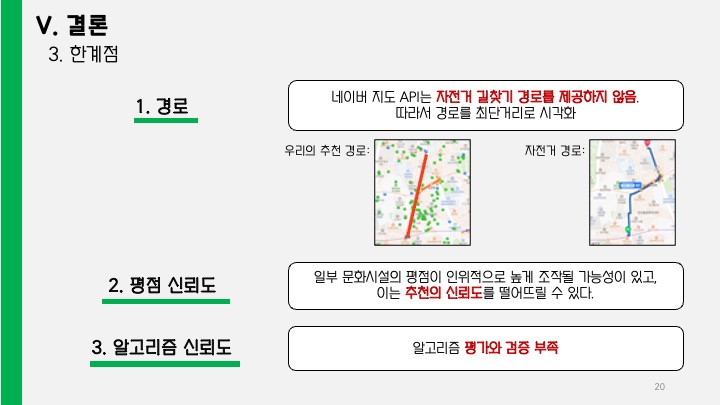 V. 결론
3. 한계점
1. 경로
네이버 지도 API는 자전거 길찾기 경로를 제공하지 않음.
따라서 경로를 최단거리로 시각화
우리의 추천 경로:
자전거 경로:
2. 평점 신뢰도
일부 문화시설의 평점이 인위적으로 높게 조작될 가능성이 있고,
이는 추천의 신뢰도를 떨어뜨릴 수 있다.
3. 알고리즘 신뢰도
알고리즘 평가와 검증 부족
20